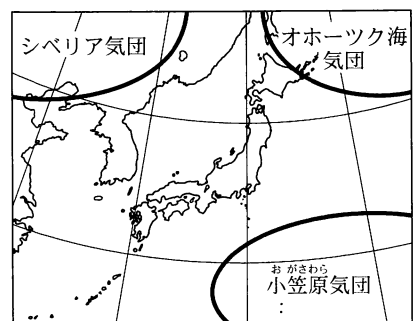 シベリア気団
オホーツク海
気団
おがさわら
小笠原気団